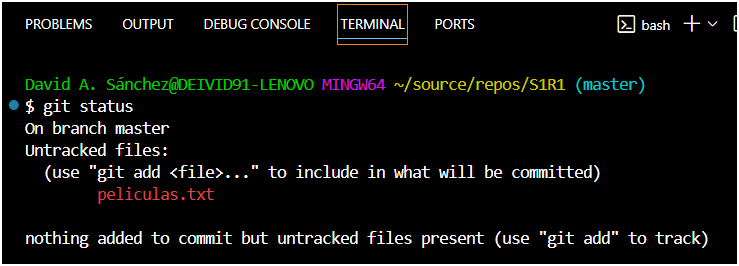 PROBLEMS OUTPUT DEBUG CONSOLE TERMINAL PORTS bash
David A. Sánchez@DEIVID91-LENOVO MINGW64 ~/source/repos/S1R1 (master)
$ git status
On branch master
Untracked files:
(use "git add <file>..." to include in what will be committed)
peliculas.txt
nothing added to commit but untracked files present (use "git add" to track)